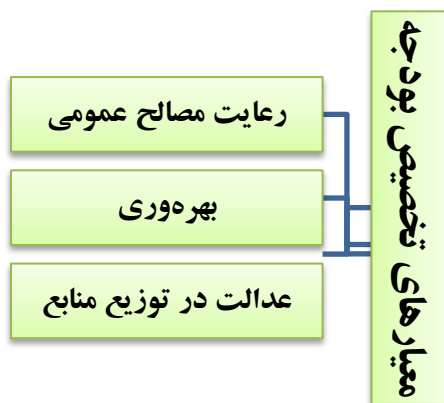 معیارهای تخصیص بودجه
رعایت مصالح عمومی
بهره‌وری
عدالت در توزیع منابع